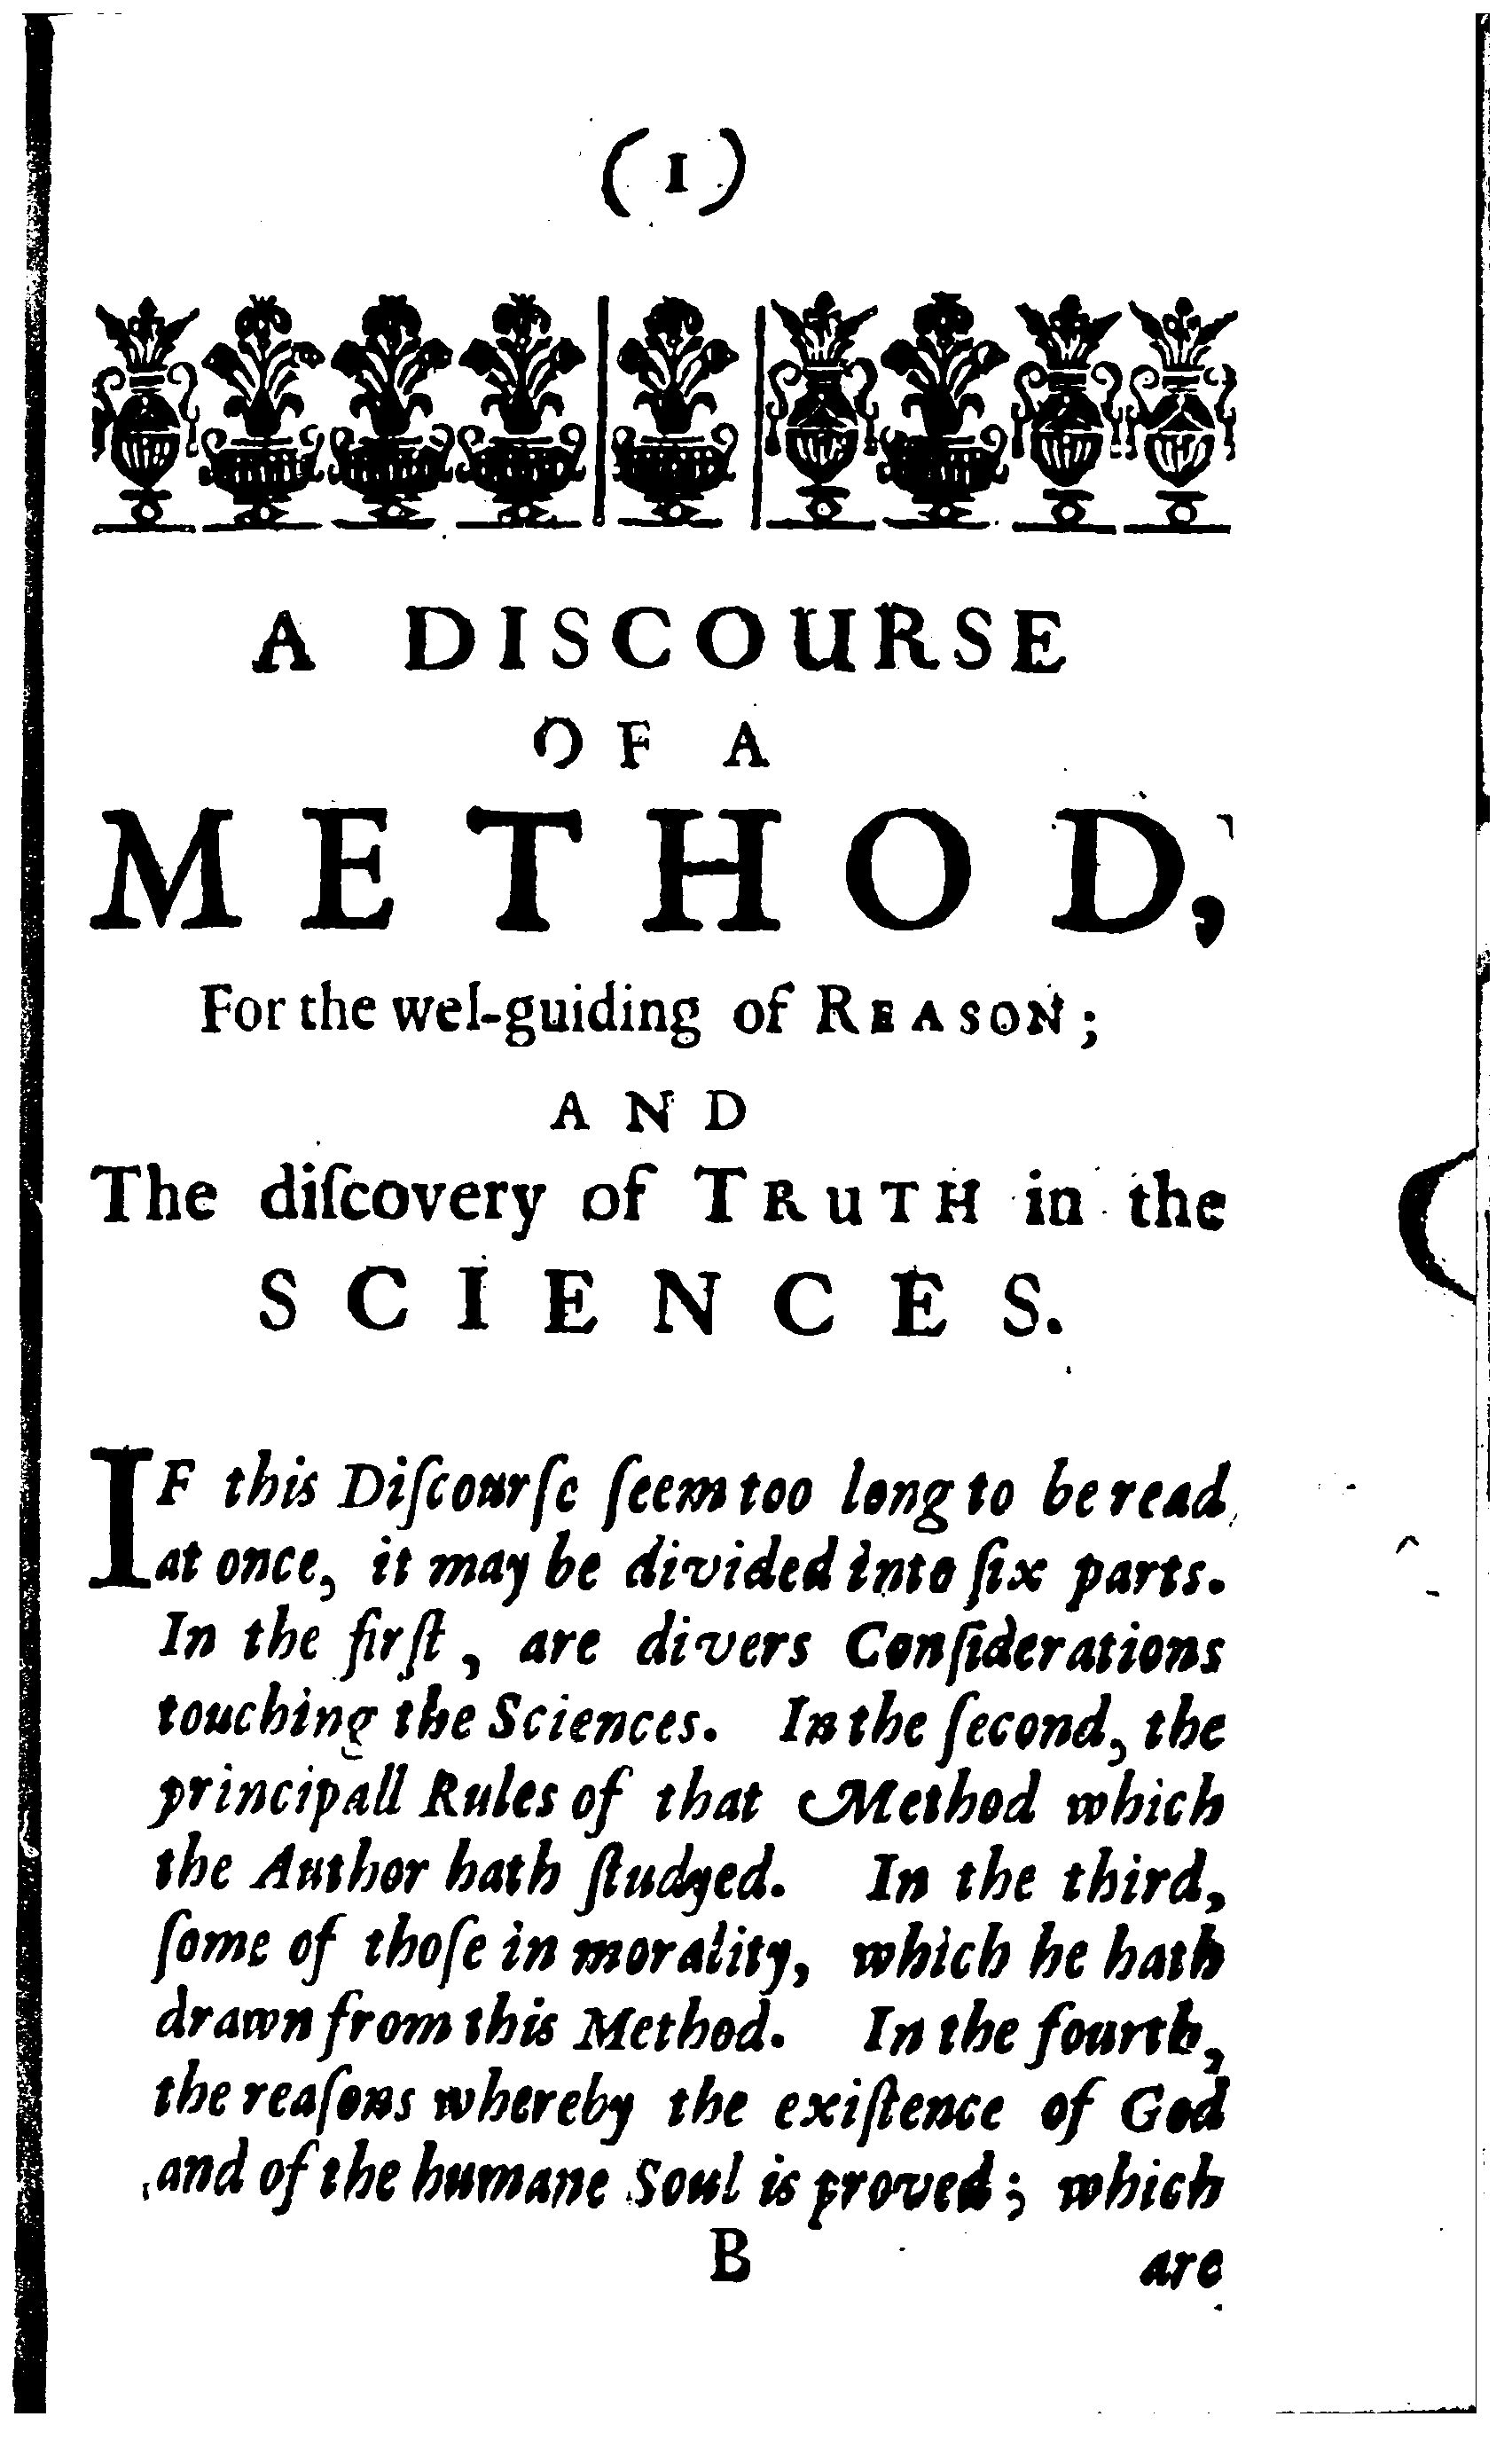 (1)
A DISCOURSE
OF A
METHOD,
For the wel-guiding of REASON;
AND
The diſcovery of TRUTH in the
SCIENCES.
IF this Diſcourſe ſeem too long to be read
at once, it may be divided into ſix parts.
In the firſt, are divers Conſiderations
touching the Sciences. In the ſecond, the
principall Rules of that Method which
the Author hath ſtudyed. In the third,
ſome of thoſe in morality, which he hath
drawn from this Method. In the fourth,
the reaſons whereby the exiſtence of God
and of the humane Soul is proved; which
B are